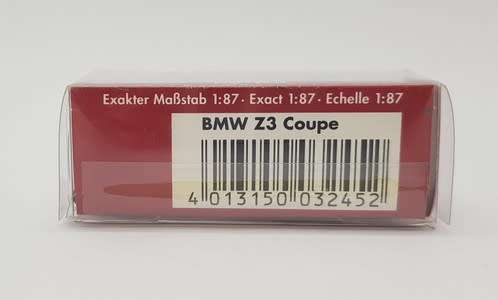 Exakter Maßstab 1:87 · Exact 1:87 · Echelle 1:87
BMW Z3 Coupe
4 013150 032452